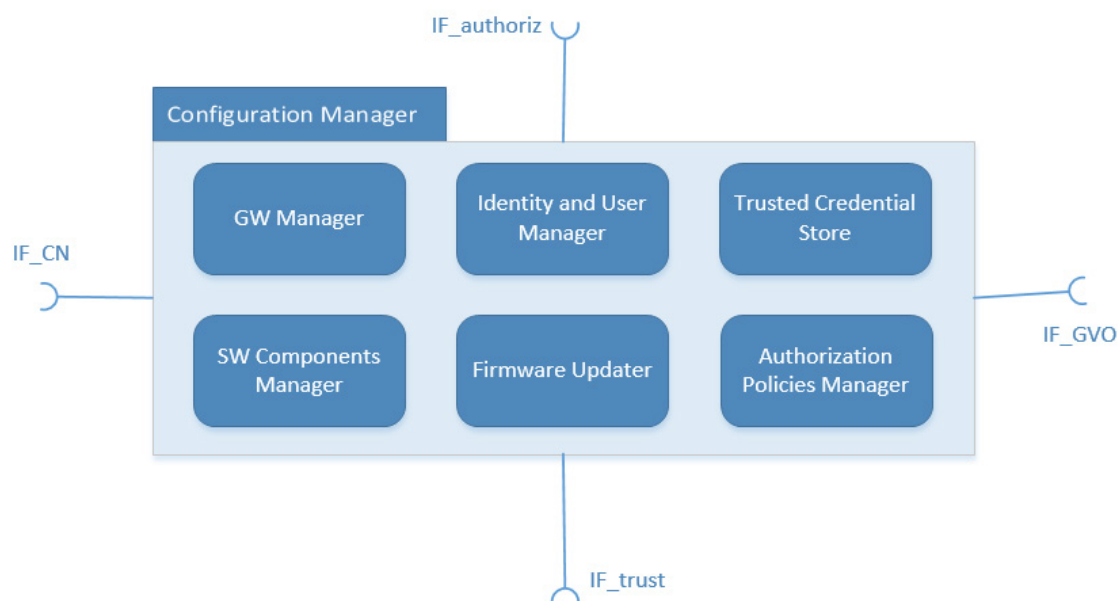 IF_authoriz
Configuration Manager
GW Manager
Identity and User
Manager
Trusted Credential
Store
IF_CN
IF_GVO
SW Components
Manager
Firmware Updater
Authorization
Policies Manager
IF_trust